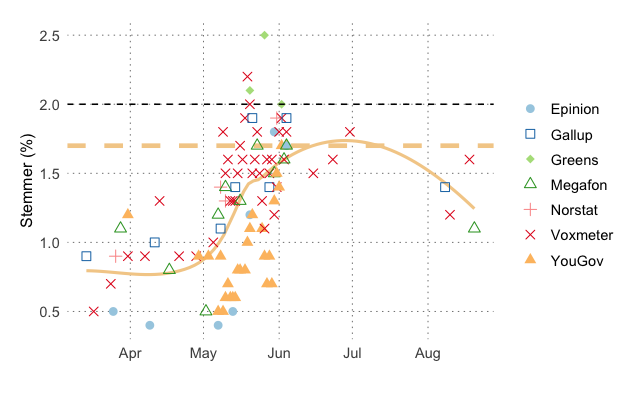 2.5
2.0
1.5
1.0
0.5
Stemmer (%)
Apr May Jun Jul Aug
Epinion
Gallup
Greens
Megafon
Norstat
Voxmeter
YouGov